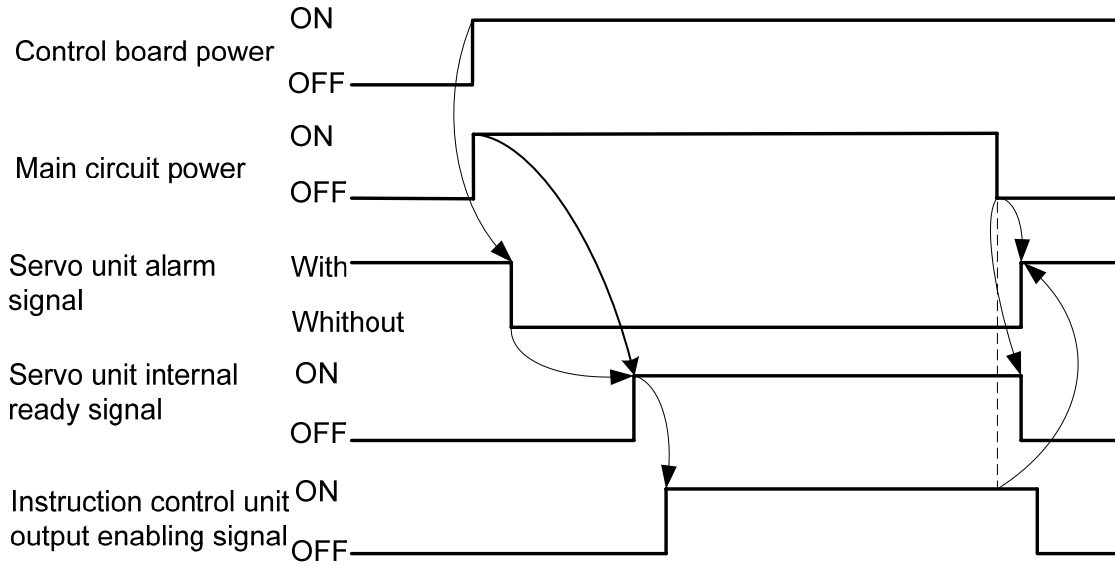 ON
Control board power
OFF
ON
Main circuit power
OFF
Servo unit alarm
signal
With
Whithout
Servo unit internal
ready signal
ON
OFF
Instruction control unit
output enabling signal
ON
OFF